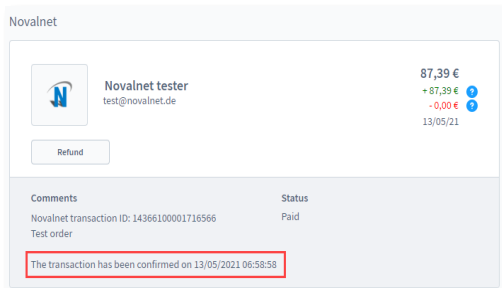 Novalnet
N
Novalnet tester
test@novalnet.de
87,39 €
+ 87,39 € ?
- 0,00 € ?
13/05/21
Refund
Comments
Novalnet transaction ID: 14366100001716566
Test order
Status
Paid
The transaction has been confirmed on 13/05/2021 06:58:58